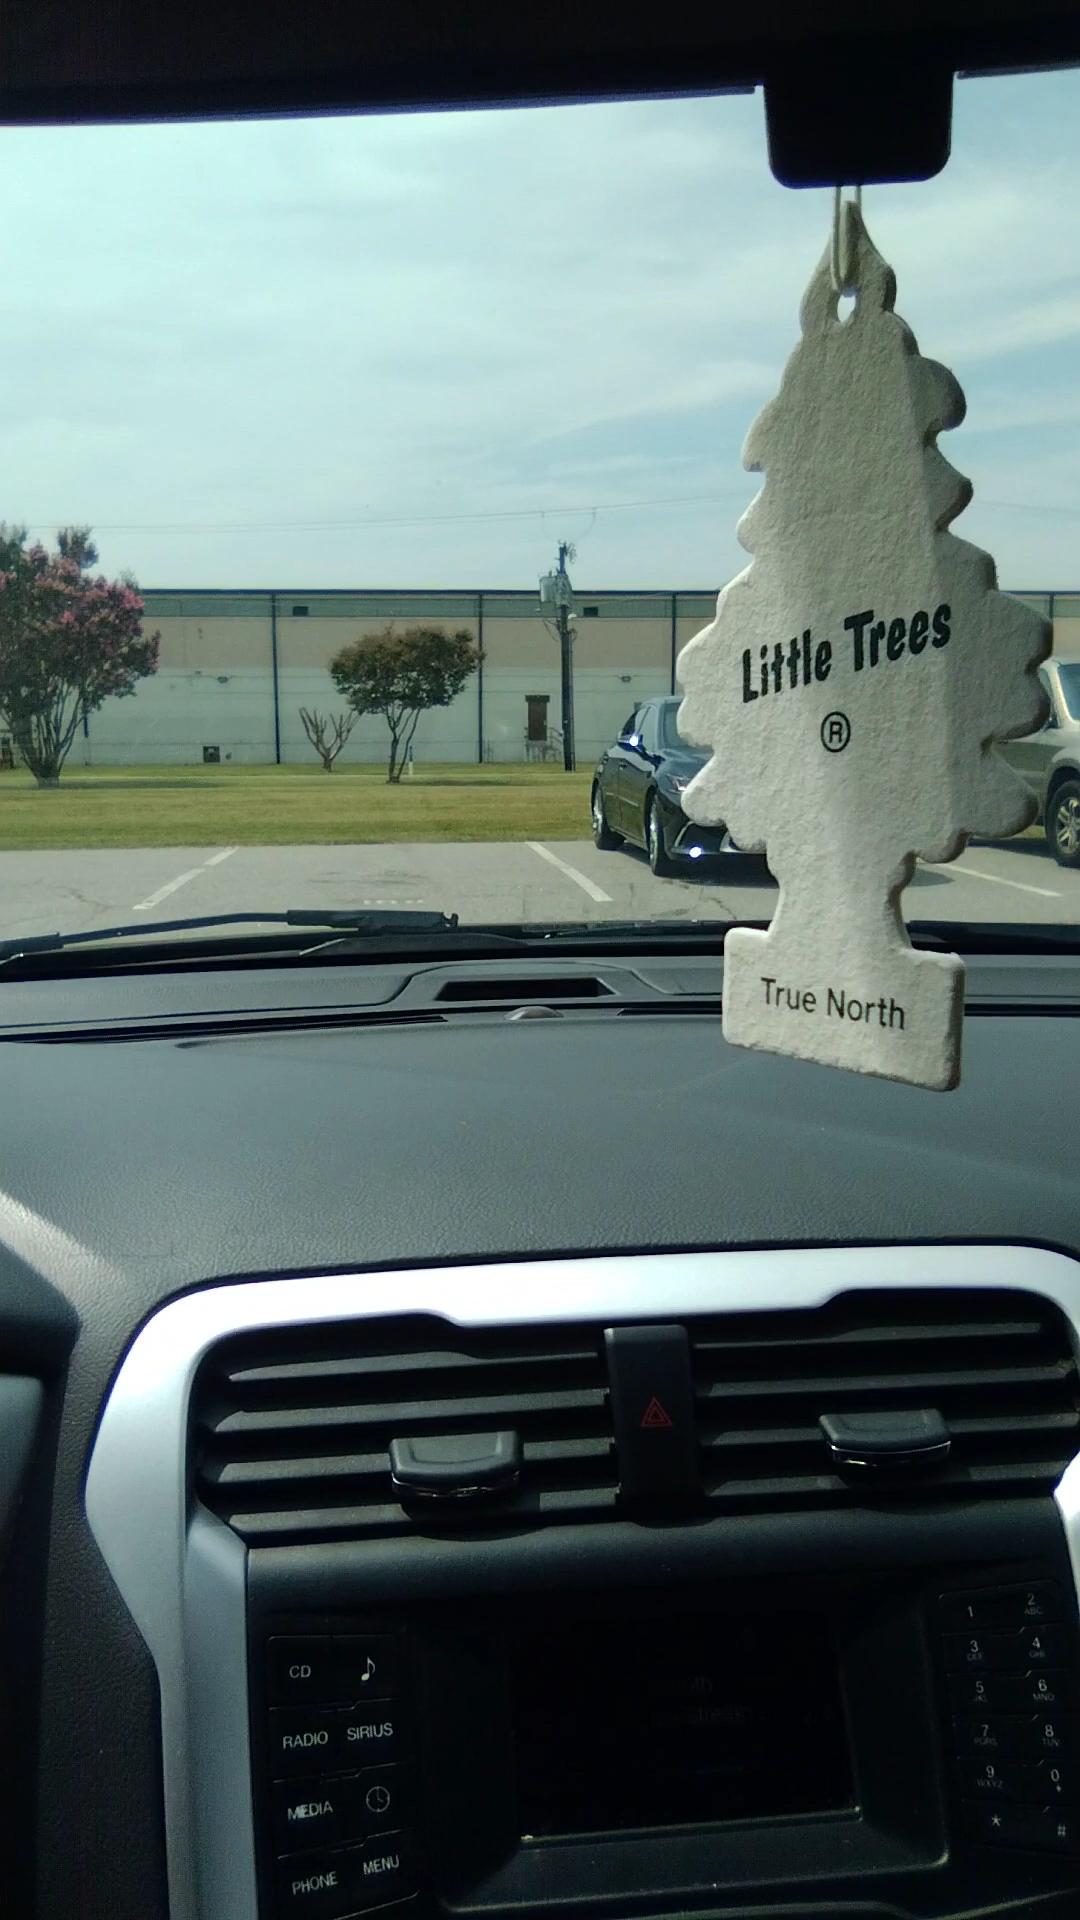 Little Trees
®
True North
CD
RADIO SIRIUS
MEDIA
PHONE MENU
1 2
ABC
3 4
DEF GHI
5 6
JKL MNO
7 8
PQRS TUV
9 0
WXYZ +
* #